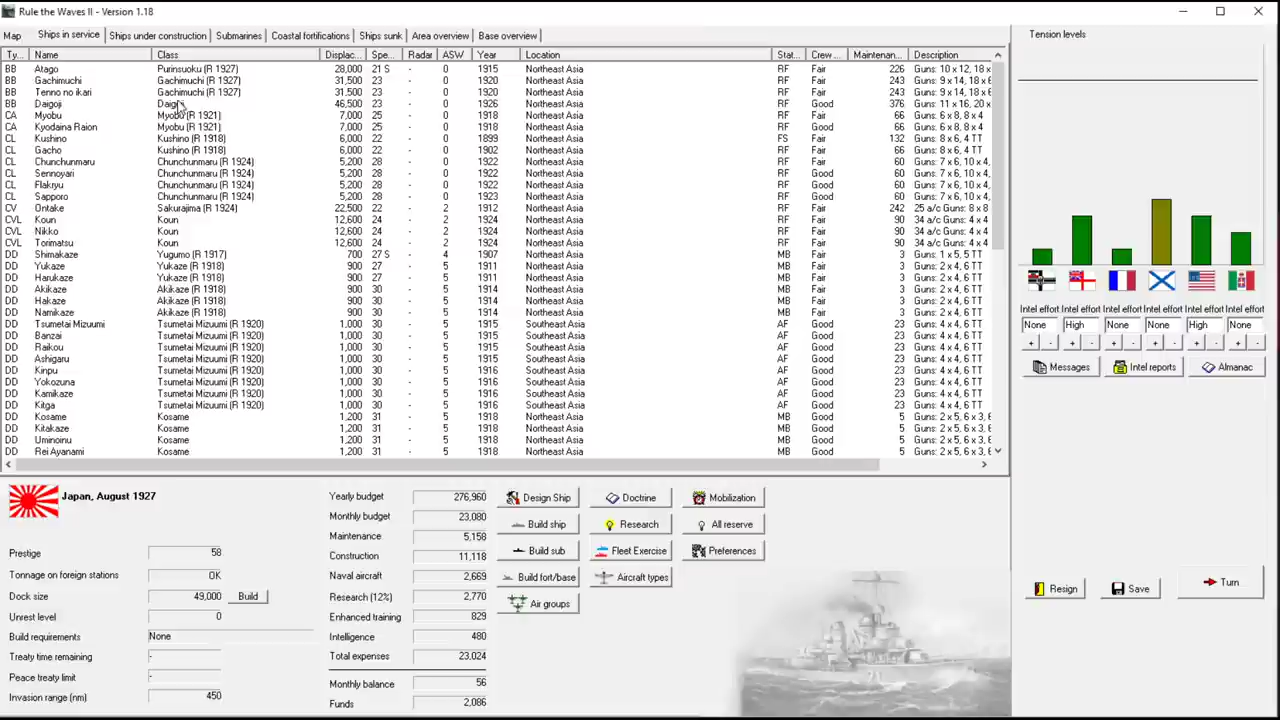 Rule the Waves II - Version 1.18
Map Ships in service Ships under construction Submarines Coastal fortifications Ships sunk Area overview Base overview
Ty... Name Class Displac... Spe... Radar ASW Year Location Stat... Crew ... Maintenan... Description
BB Atago Purinsuoku (R 1927) 28,000 21 S - 0 1915 Northeast Asia RF Fair 226 Guns: 10 x 12, 18 x
BB Gachimuchi Gachimuchi (R 1927) 31,500 23 - 0 1920 Northeast Asia RF Fair 243 Guns: 9 x 14, 18 x 6
BB Tenno no ikari Gachimuchi (R 1927) 31,500 23 - 0 1920 Northeast Asia RF Fair 243 Guns: 9 x 14, 18 x 6
BB Daigoji Daigoji 46,500 23 - 0 1926 Northeast Asia RF Good 376 Guns: 11 x 16, 20 x
CA Myobu Myobu (R 1921) 7,000 25 - 0 1918 Northeast Asia RF Fair 66 Guns: 6 x 8, 8 x 4
CA Kyodaina Raion Myobu (R 1921) 7,000 25 - 0 1918 Northeast Asia RF Good 66 Guns: 6 x 8, 8 x 4
CL Kushino Kushino (R 1918) 6,000 22 - 0 1899 Northeast Asia FS Fair 132 Guns: 8 x 6, 4 TT
CL Gacho Kushino (R 1918) 6,000 22 - 0 1902 Northeast Asia RF Fair 66 Guns: 8 x 6, 4 TT
CL Chunchunmaru Chunchunmaru (R 1924) 5,200 28 - 0 1922 Northeast Asia RF Fair 60 Guns: 7 x 6, 10 x 4,
CL Sennoyari Chunchunmaru (R 1924) 5,200 28 - 0 1922 Northeast Asia RF Good 60 Guns: 7 x 6, 10 x 4,
CL Flakryu Chunchunmaru (R 1924) 5,200 28 - 0 1922 Northeast Asia RF Good 60 Guns: 7 x 6, 10 x 4,
CL Sapporo Chunchunmaru (R 1924) 5,200 28 - 0 1923 Northeast Asia RF Good 60 Guns: 7 x 6, 10 x 4,
CV Ontake Sakurajima (R 1924) 22,500 25 - 2 1912 Northeast Asia RF Fair 242 25 a/c Guns: 8 x 8
CVL Koun Koun 12,600 24 - 2 1924 Northeast Asia RF Fair 90 34 a/c Guns: 4 x 4
CVL Nikko Koun 12,600 24 - 2 1924 Northeast Asia RF Fair 90 34 a/c Guns: 4 x 4
CVL Torimatsu Koun 12,600 24 - 2 1924 Northeast Asia RF Fair 90 34 a/c Guns: 4 x 4
DD Shimakaze Yugumo (R 1917) 700 27 S - 4 1907 Northeast Asia MB Fair 3 Guns: 1 x 5, 5 TT
DD Yukaze Yukaze (R 1918) 900 27 - 5 1911 Northeast Asia MB Fair 3 Guns: 2 x 4, 6 TT
DD Harukaze Yukaze (R 1918) 900 27 - 5 1911 Northeast Asia MB Fair 3 Guns: 2 x 4, 6 TT
DD Akikaze Akikaze (R 1918) 900 30 - 5 1914 Northeast Asia MB Fair 3 Guns: 2 x 4, 6 TT
DD Hakaze Akikaze (R 1918) 900 30 - 5 1914 Northeast Asia MB Fair 3 Guns: 2 x 4, 6 TT
DD Namikaze Akikaze (R 1918) 900 30 - 5 1914 Northeast Asia MB Fair 3 Guns: 2 x 4, 6 TT
DD Tsumetai Mizuumi Tsumetai Mizuumi (R 1920) 1,000 30 - 5 1915 Southeast Asia AF Good 23 Guns: 4 x 4, 6 TT
DD Banzai Tsumetai Mizuumi (R 1920) 1,000 30 - 5 1915 Southeast Asia AF Good 23 Guns: 4 x 4, 6 TT
DD Raikou Tsumetai Mizuumi (R 1920) 1,000 30 - 5 1915 Southeast Asia AF Good 23 Guns: 4 x 4, 6 TT
DD Ashigaru Tsumetai Mizuumi (R 1920) 1,000 30 - 5 1915 Southeast Asia AF Good 23 Guns: 4 x 4, 6 TT
DD Kinpu Tsumetai Mizuumi (R 1920) 1,000 30 - 5 1915 Southeast Asia AF Good 23 Guns: 4 x 4, 6 TT
DD Yokozuna Tsumetai Mizuumi (R 1920) 1,000 30 - 5 1916 Southeast Asia AF Good 23 Guns: 4 x 4, 6 TT
DD Kamikaze Tsumetai Mizuumi (R 1920) 1,000 30 - 5 1916 Southeast Asia AF Good 23 Guns: 4 x 4, 6 TT
DD Kitga Tsumetai Mizuumi (R 1920) 1,000 30 - 5 1916 Southeast Asia AF Good 23 Guns: 4 x 4, 6 TT
DD Kosame Kosame 1,200 31 - 5 1918 Northeast Asia MB Good 5 Guns: 2 x 5, 6 x 3, 6
DD Kitakaze Kosame 1,200 31 - 5 1918 Northeast Asia MB Good 5 Guns: 2 x 5, 6 x 3, 6
DD Uminoinu Kosame 1,200 31 - 5 1918 Northeast Asia MB Good 5 Guns: 2 x 5, 6 x 3, 6
DD Rei Ayanami Kosame 1,200 31 - 5 1918 Northeast Asia MB Good 5 Guns: 2 x 5, 6 x 3, 6
Tension levels
Intel effort Intel effort Intel effort Intel effort Intel effort Intel effort
None High None None High None
+ - + - + - + - + - + -
Messages Intel reports Almanac
Japan, August 1927
Prestige 58
Tonnage on foreign stations OK
Dock size 49,000 Build
Unrest level 0
Build requirements None
Treaty time remaining -
Peace treaty limit -
Invasion range (nm) 450
Yearly budget 276,960
Monthly budget 23,080
Maintenance 5,158
Construction 11,118
Naval aircraft 2,669
Research (12%) 2,770
Enhanced training 829
Intelligence 480
Total expenses 23,024
Monthly balance 56
Funds 2,086
Design Ship Doctrine Mobilization
Build ship Research All reserve
Build sub Fleet Exercise Preferences
Build fort/base Aircraft types
Air groups
Resign Save Turn